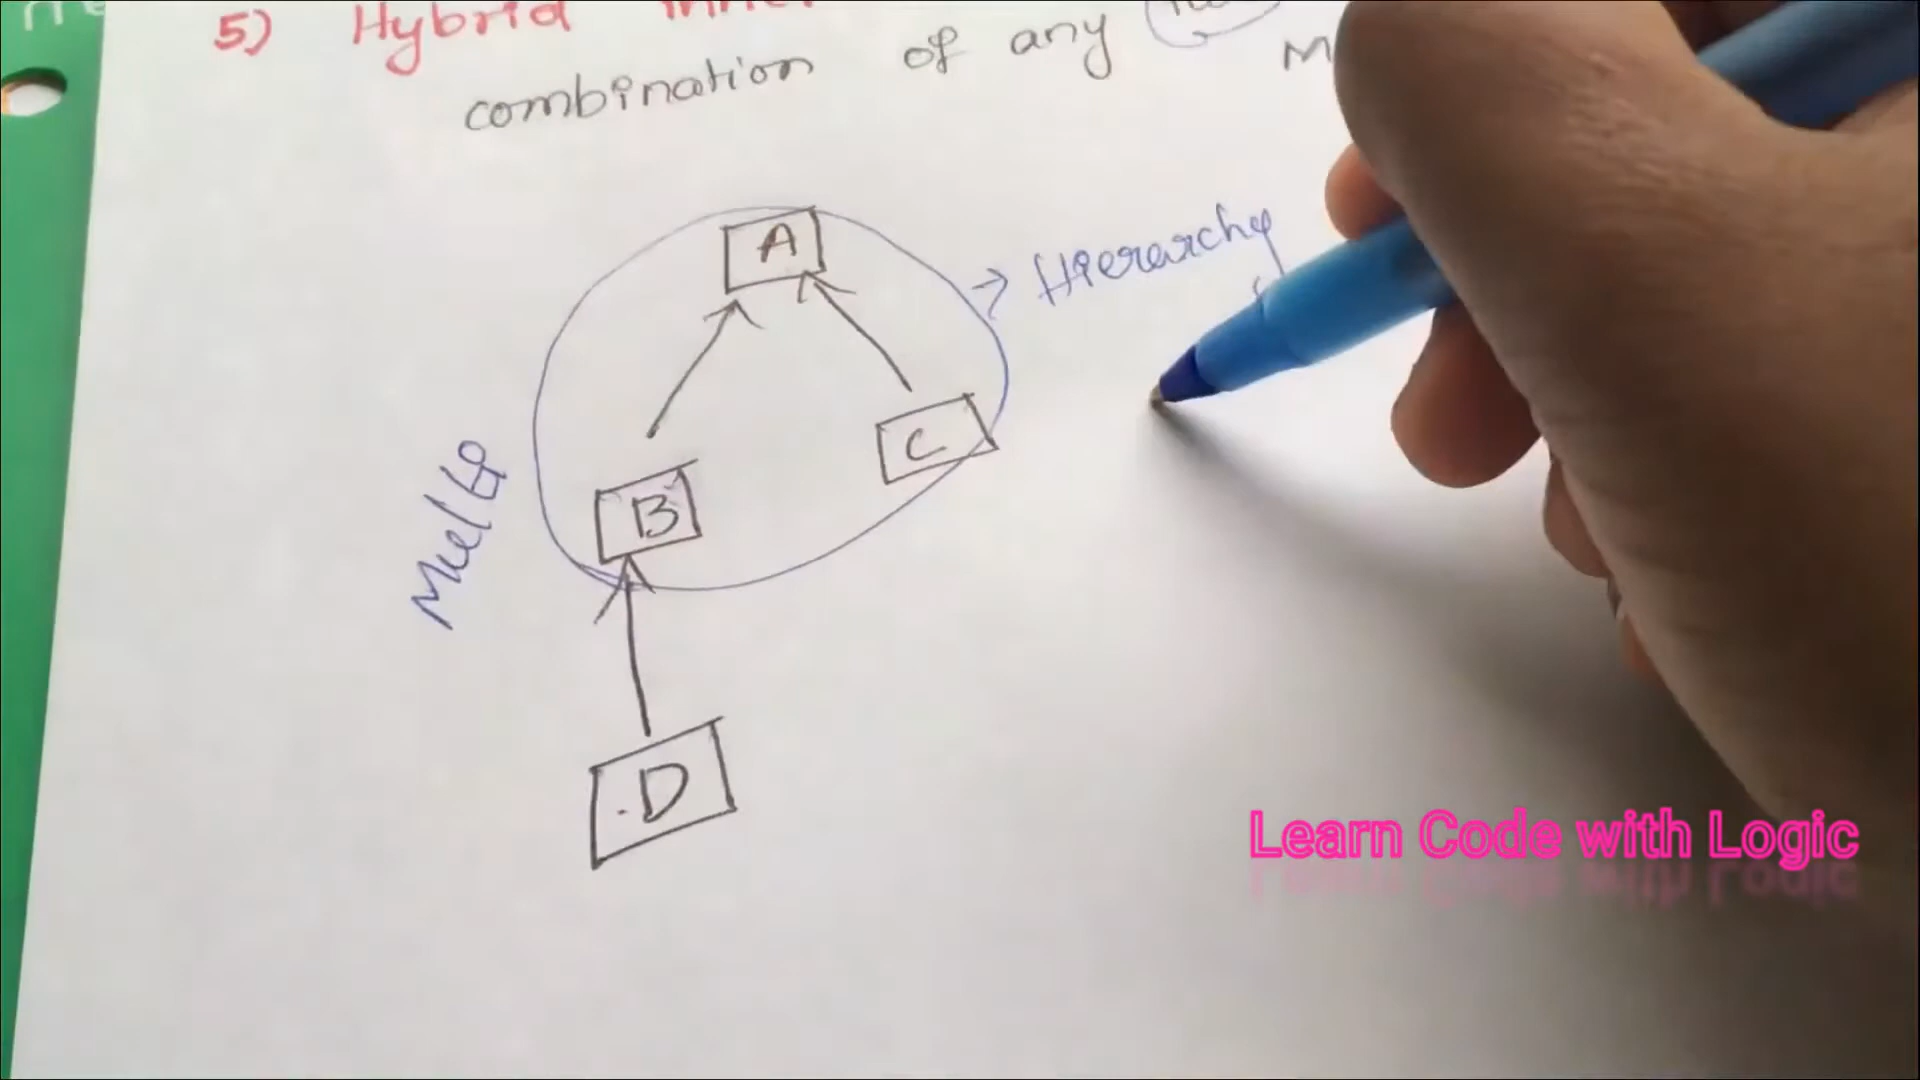 5) Hybrid
combination of any
A
Hierarchy
C
B
D
Learn Code with Logic